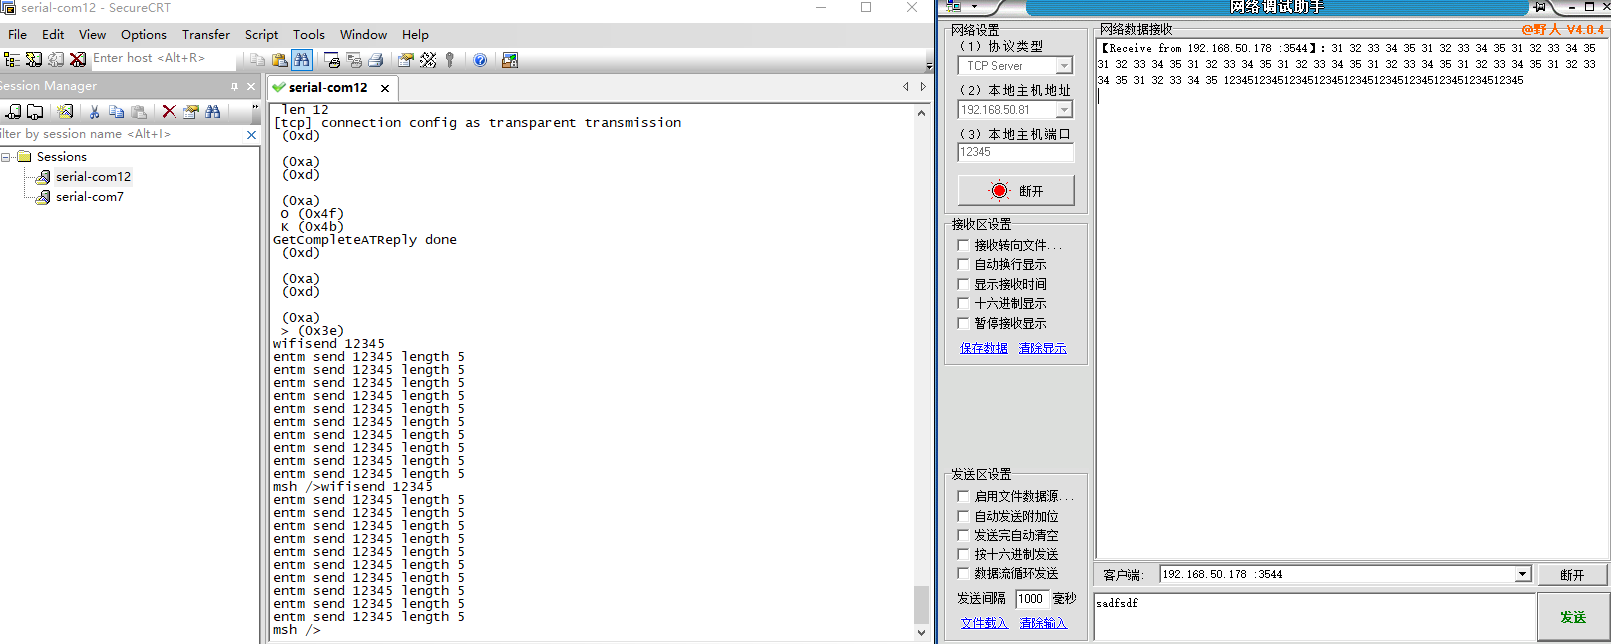 serial-com12 - SecureCRT
File Edit View Options Transfer Script Tools Window Help
Enter host <Alt+R>
Session Manager
serial-com12
ilter by session name <Alt+I>
Sessions
serial-com12
serial-com7
len 12
[tcp] connection config as transparent transmission
(0xd)
(0xa)
(0xd)
(0xa)
O (0x4f)
K (0x4b)
GetCompleteATReply done
(0xd)
(0xa)
(0xd)
(0xa)
> (0x3e)
wifisend 12345
entm send 12345 length 5
entm send 12345 length 5
entm send 12345 length 5
entm send 12345 length 5
entm send 12345 length 5
entm send 12345 length 5
entm send 12345 length 5
entm send 12345 length 5
entm send 12345 length 5
entm send 12345 length 5
msh />wifisend 12345
entm send 12345 length 5
entm send 12345 length 5
entm send 12345 length 5
entm send 12345 length 5
entm send 12345 length 5
entm send 12345 length 5
entm send 12345 length 5
entm send 12345 length 5
entm send 12345 length 5
entm send 12345 length 5
msh />
网络调试助手
网络设置
(1) 协议类型
TCP Server
(2) 本地主机地址
192.168.50.81
(3) 本地主机端口
12345
断开
接收区设置
接收转向文件...
自动换行显示
显示接收时间
十六进制显示
暂停接收显示
保存数据 清除显示
发送区设置
启用文件数据源...
自动发送附加位
发送完自动清空
按十六进制发送
数据流循环发送
发送间隔 1000 毫秒
文件载入 清除输入
网络数据接收
@野人 V4.0.4
【Receive from 192.168.50.178 :3544】: 31 32 33 34 35 31 32 33 34 35 31 32 33 34 35
31 32 33 34 35 31 32 33 34 35 31 32 33 34 35 31 32 33 34 35 31 32 33 34 35 31 32 33
34 35 31 32 33 34 35 12345123451234512345123451234512345123451234512345
客户端: 192.168.50.178 :3544 断开
sadfsdf
发送